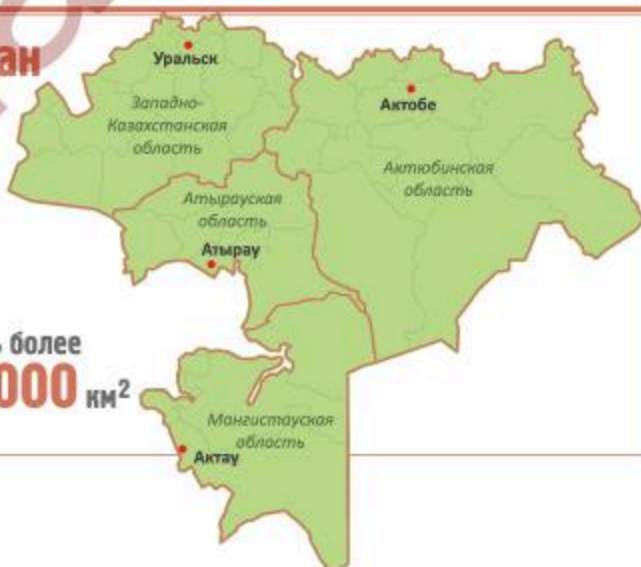 ан
Уральск
Западно-
Казахстанская
область
Актобе
Актюбинская
область
Атырауская
область
Атырау
более
000 км²
Мангистауская
область
Актау